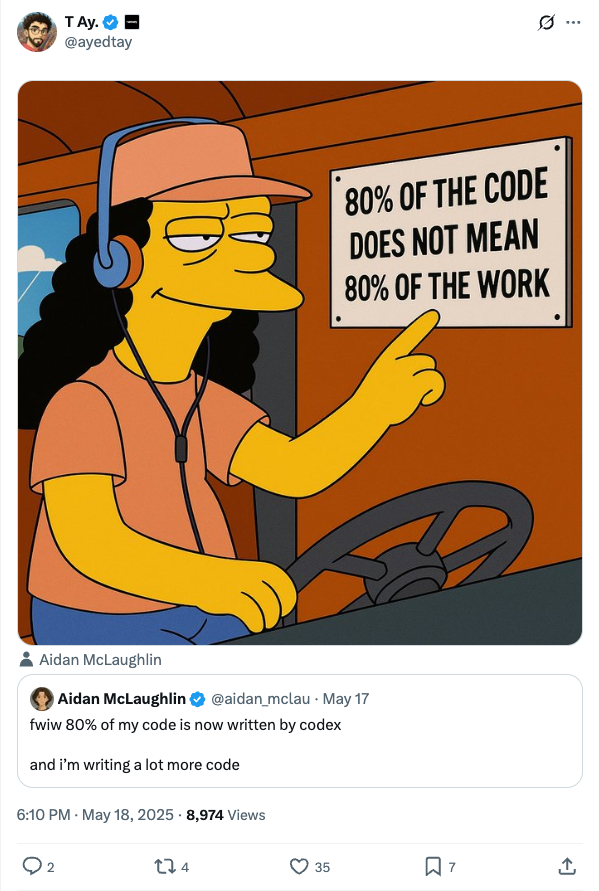 T Ay.
@ayedtay
80% OF THE CODE
DOES NOT MEAN
80% OF THE WORK
Aidan McLaughlin
Aidan McLaughlin @aidan_mclau · May 17
fwiw 80% of my code is now written by codex
and i’m writing a lot more code
6:10 PM · May 18, 2025 · 8,974 Views
2 4 35 7